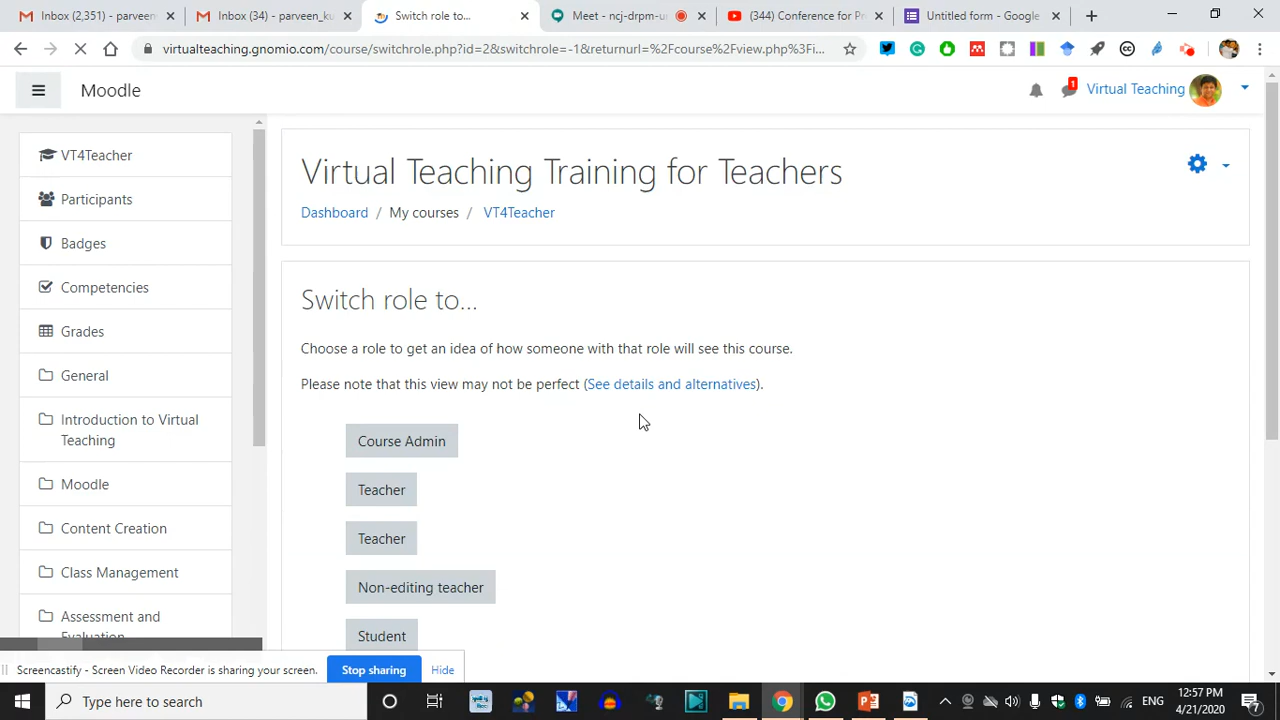 Inbox (2,351) - parveen
Inbox (34) - parveen_ku
Switch role to...
Meet - ncj-drps-ur
(344) Conference for Pr
Untitled form - Google
virtualteaching.gnomio.com/course/switchrole.php?id=2&switchrole=-1&returnurl=%2Fcourse%2Fview.php%3Fi...
Moodle
1
Virtual Teaching
VT4Teacher
Participants
Badges
Competencies
Grades
General
Introduction to Virtual
Teaching
Moodle
Content Creation
Class Management
Assessment and
Evaluation
Virtual Teaching Training for Teachers
Dashboard / My courses / VT4Teacher
Switch role to...
Choose a role to get an idea of how someone with that role will see this course.
Please note that this view may not be perfect (See details and alternatives).
Course Admin
Teacher
Teacher
Non-editing teacher
Student
Screencastify - Screen Video Recorder is sharing your screen.
Stop sharing
Hide
Type here to search
ENG
12:57 PM
4/21/2020
7